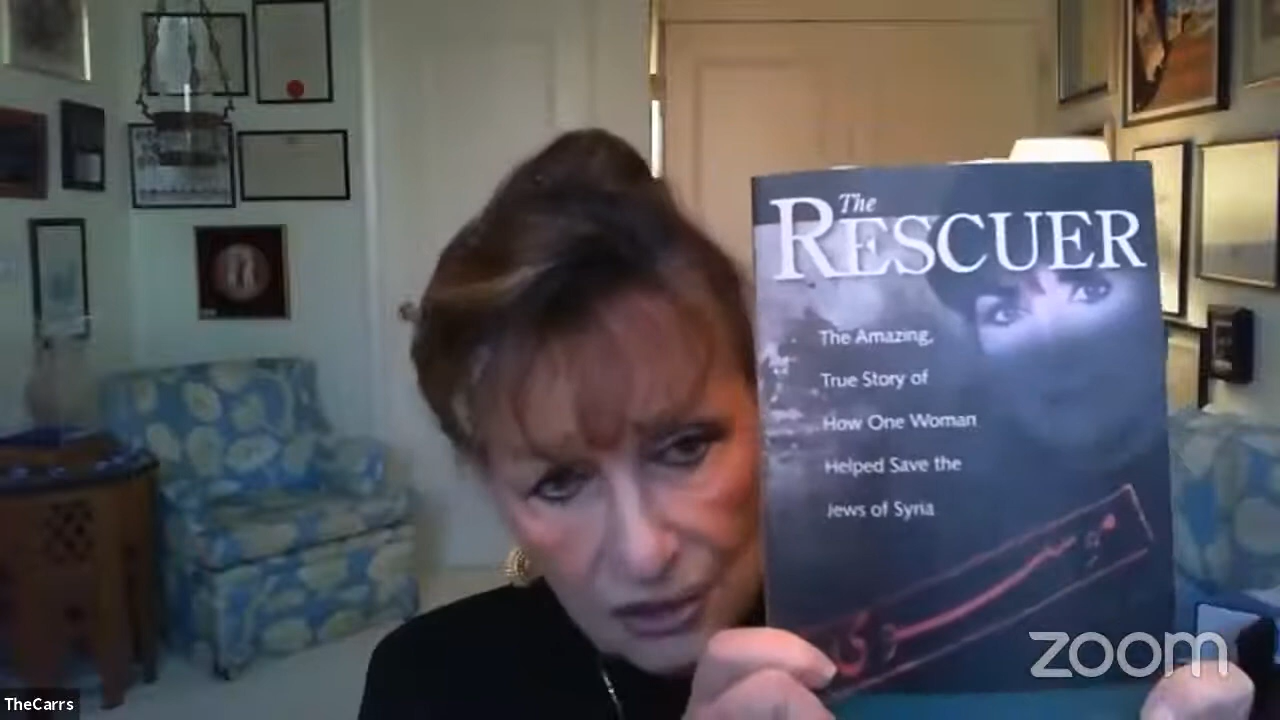 The
RESCUER
The Amazing,
True Story of
How One Woman
Helped Save the
Jews of Syria
zoom
TheCarrs